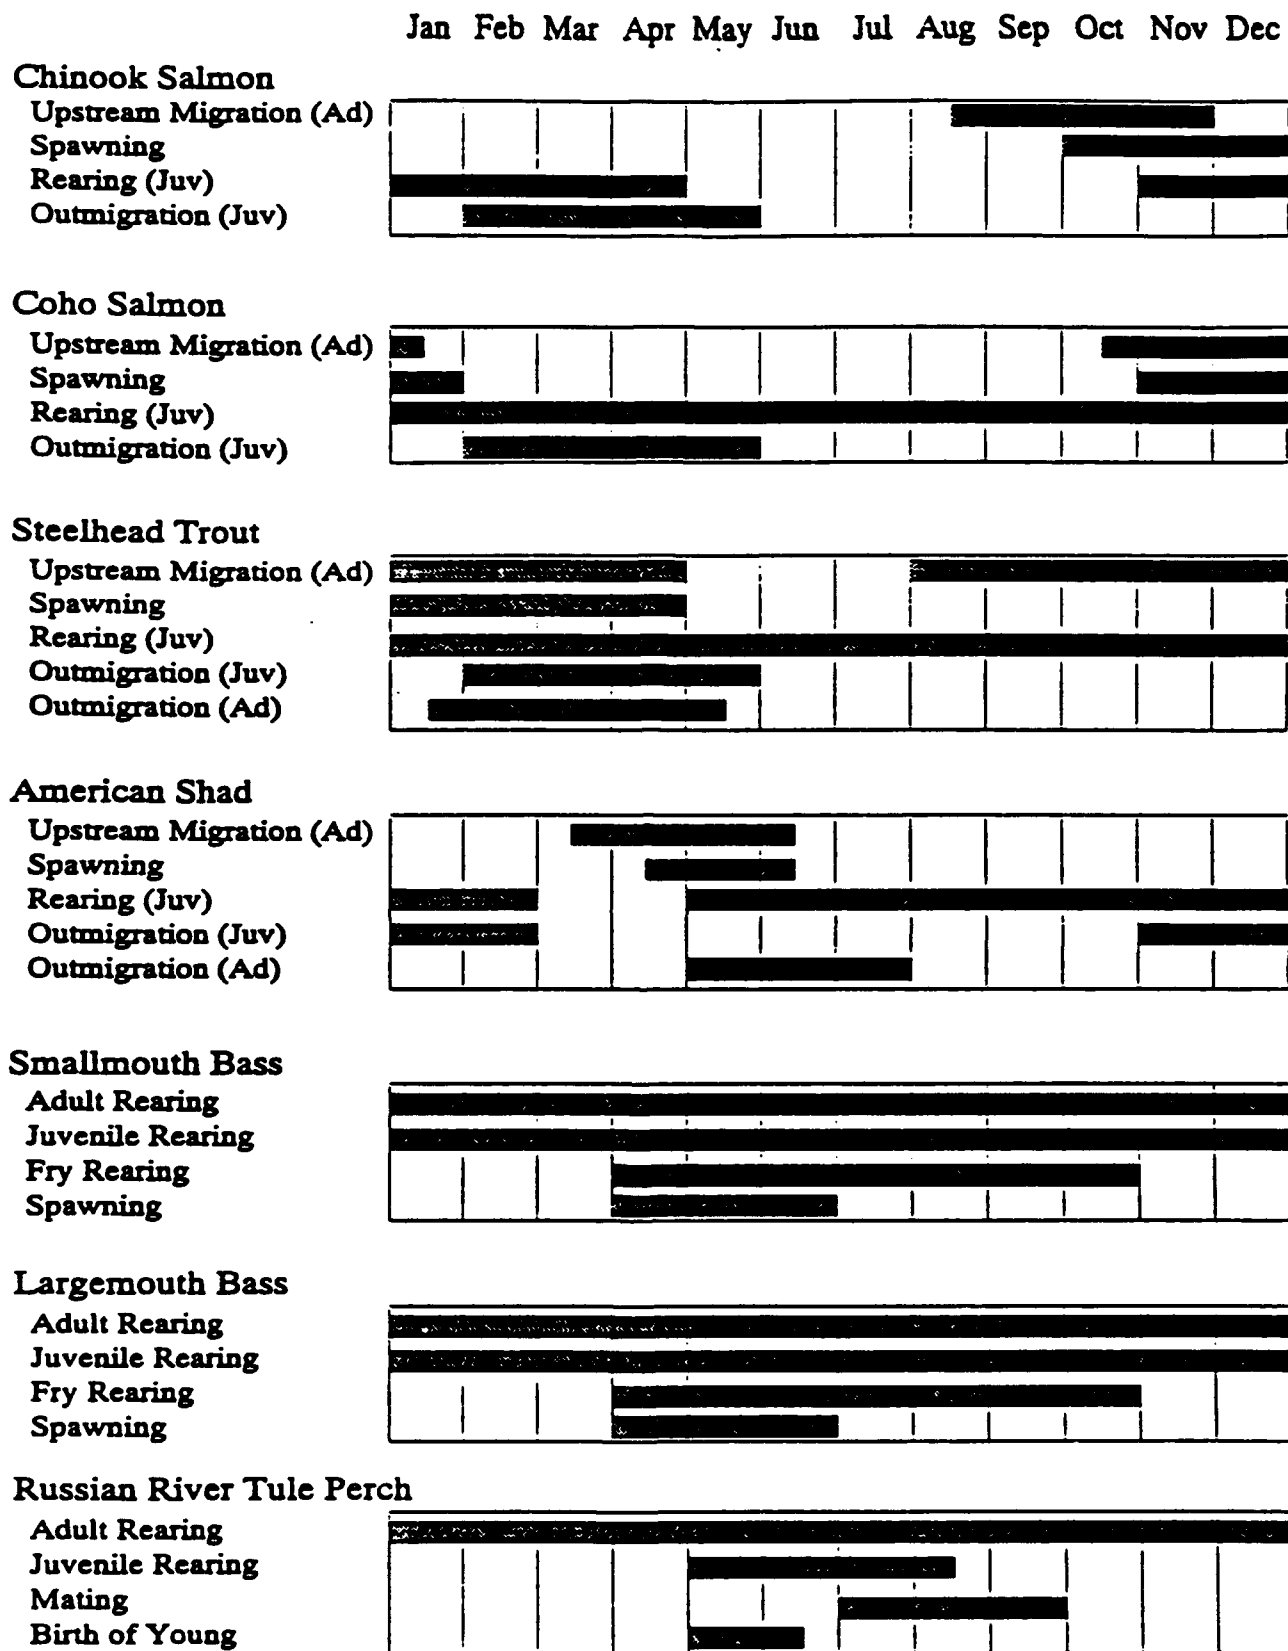 Jan Feb Mar Apr May Jun Jul Aug Sep Oct Nov Dec
Chinook Salmon
Upstream Migration (Ad)
Spawning
Rearing (Juv)
Outmigration (Juv)
Coho Salmon
Upstream Migration (Ad)
Spawning
Rearing (Juv)
Outmigration (Juv)
Steelhead Trout
Upstream Migration (Ad)
Spawning
Rearing (Juv)
Outmigration (Juv)
Outmigration (Ad)
American Shad
Upstream Migration (Ad)
Spawning
Rearing (Juv)
Outmigration (Juv)
Outmigration (Ad)
Smallmouth Bass
Adult Rearing
Juvenile Rearing
Fry Rearing
Spawning
Largemouth Bass
Adult Rearing
Juvenile Rearing
Fry Rearing
Spawning
Russian River Tule Perch
Adult Rearing
Juvenile Rearing
Mating
Birth of Young